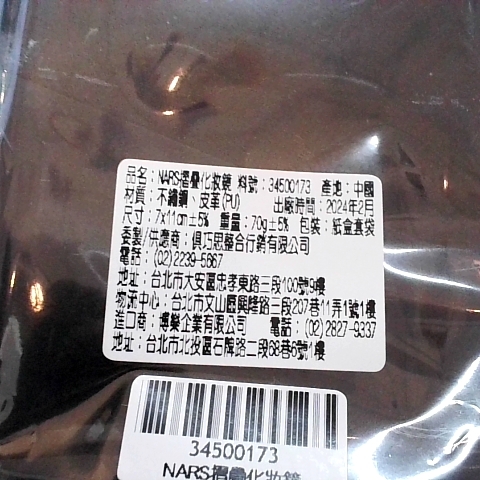 品名：NARS摺疊化妝鏡 料號：34500173 產地：中國
材質：不鏽鋼、皮革(PU) 出廠時間：2024年2月
尺寸：7x11cm±5% 重量：70g±5% 包裝：紙盒套袋
委製/洪應商：俱巧思整合行銷有限公司
電話：(02)2239-5667
地址：台北市大安區忠孝東路三段100號9樓
物流中心：台北市文山區興隆路三段207巷11弄1號1樓
進口商：博樂企業有限公司 電話：(02)2827-9337
地址：台北市北投區石牌路二段68巷6號1樓
34500173
NARS摺疊化妝鏡